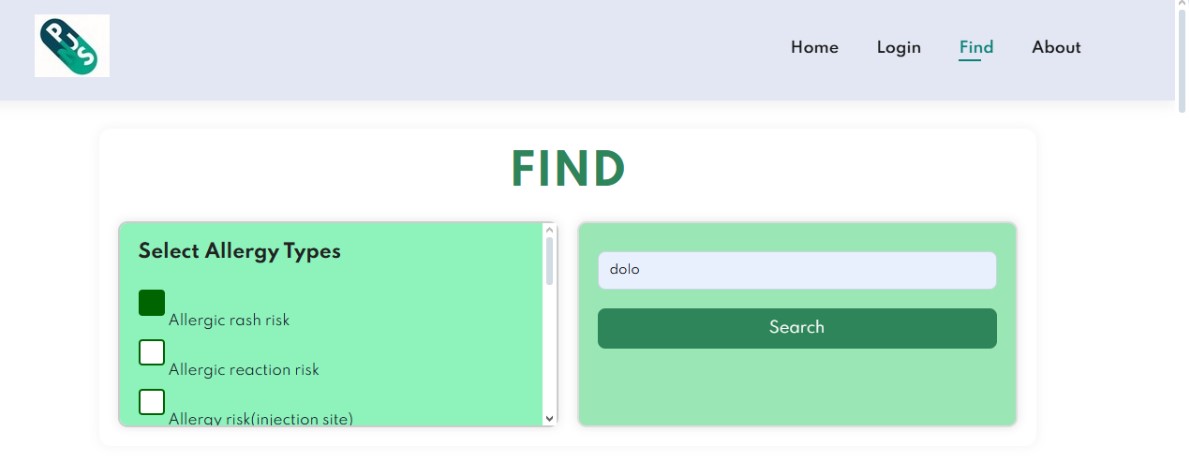 PJNS
Home Login Find About
FIND
Select Allergy Types
Allergic rash risk
Allergic reaction risk
Allergy risk(injection site)
dolo
Search